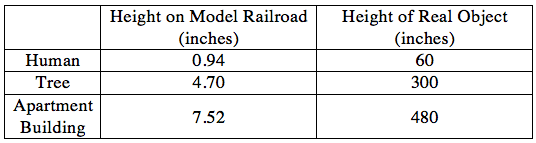 Height on Model Railroad Height of Real Object
(inches) (inches)
Human 0.94 60
Tree 4.70 300
Apartment
Building 7.52 480